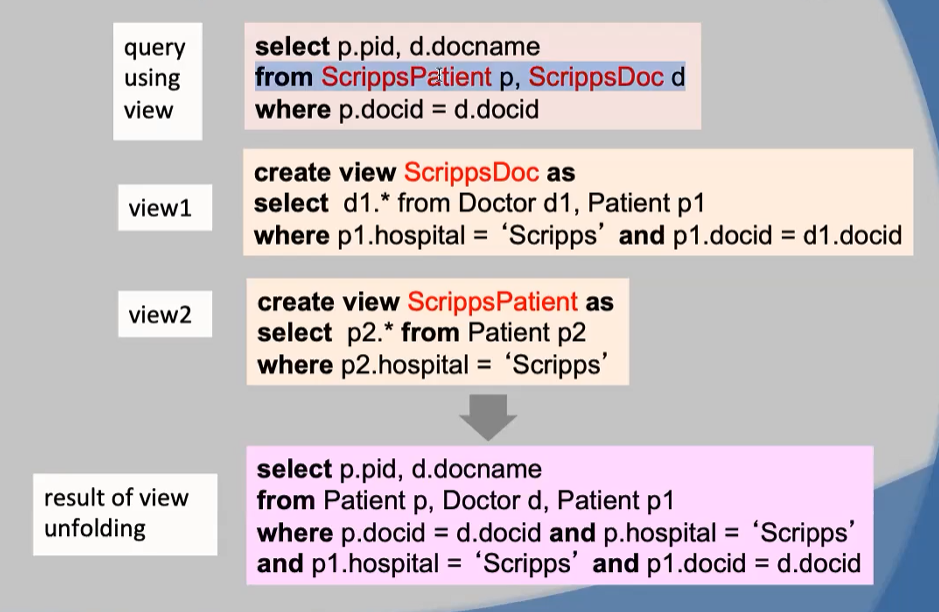 query
using
view
select p.pid, d.docname
from ScrippsPatient p, ScrippsDoc d
where p.docid = d.docid
view1
create view ScrippsDoc as
select d1.* from Doctor d1, Patient p1
where p1.hospital = ‘Scripps’ and p1.docid = d1.docid
view2
create view ScrippsPatient as
select p2.* from Patient p2
where p2.hospital = ‘Scripps’
result of view
unfolding
select p.pid, d.docname
from Patient p, Doctor d, Patient p1
where p.docid = d.docid and p.hospital = ‘Scripps’
and p1.hospital = ‘Scripps’ and p1.docid = d.docid